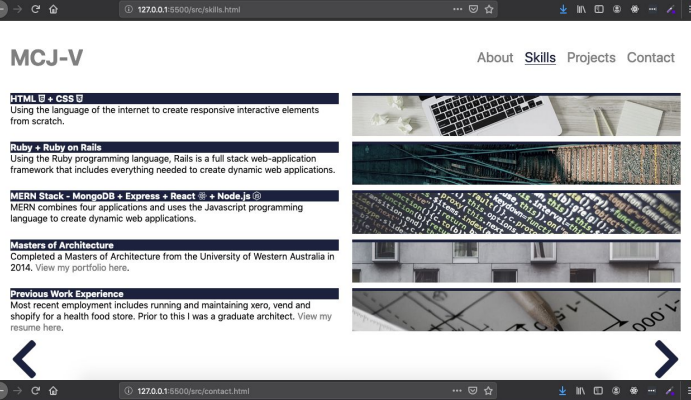 127.0.0.1:5500/src/skills.html
MCJ-V
About Skills Projects Contact
HTML + CSS
Using the language of the internet to create responsive interactive elements
from scratch.
Ruby + Ruby on Rails
Using the Ruby programming language, Rails is a full stack web-application
framework that includes everything needed to create dynamic web applications.
MERN Stack - MongoDB + Express + React + Node.js
MERN combines four applications and uses the Javascript programming
language to create dynamic web applications.
Masters of Architecture
Completed a Masters of Architecture from the University of Western Australia in
2014. View my portfolio here.
Previous Work Experience
Most recent employment includes running and maintaining xero, vend and
shopify for a health food store. Prior to this I was a graduate architect. View my
resume here.
127.0.0.1:5500/src/contact.html